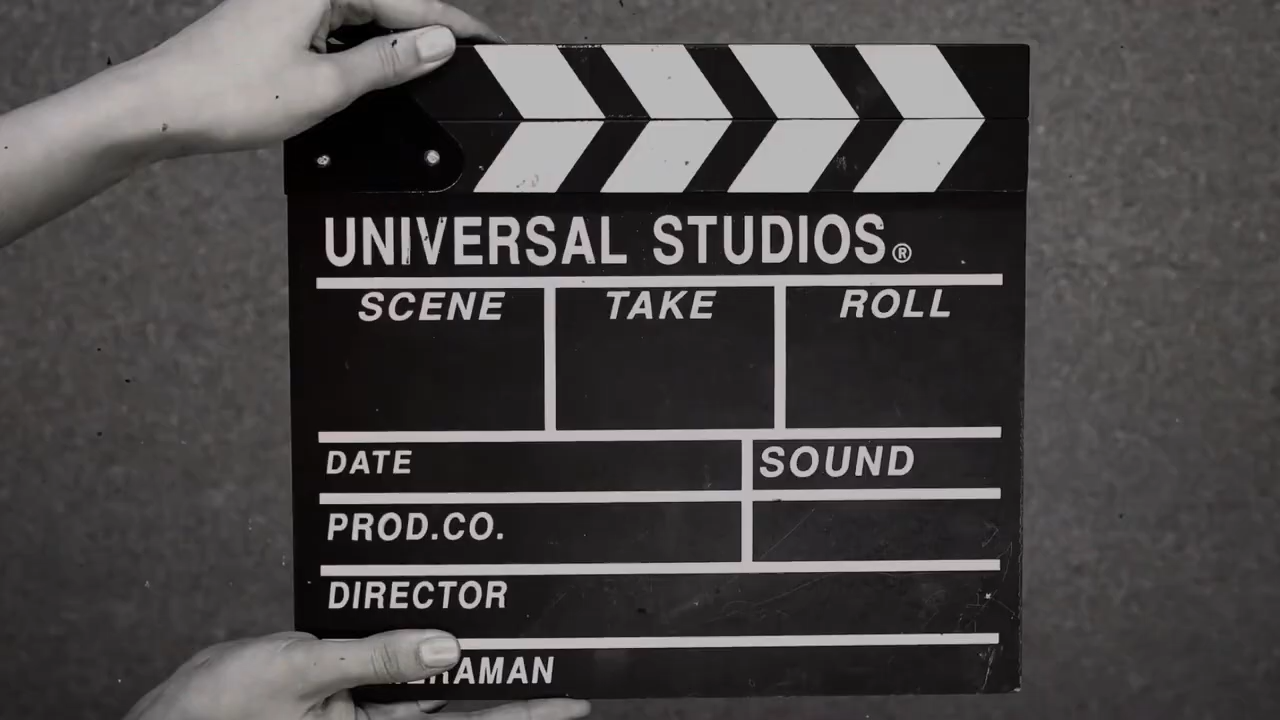 UNIVERSAL STUDIOS®
SCENE TAKE ROLL
DATE SOUND
PROD.CO.
DIRECTOR